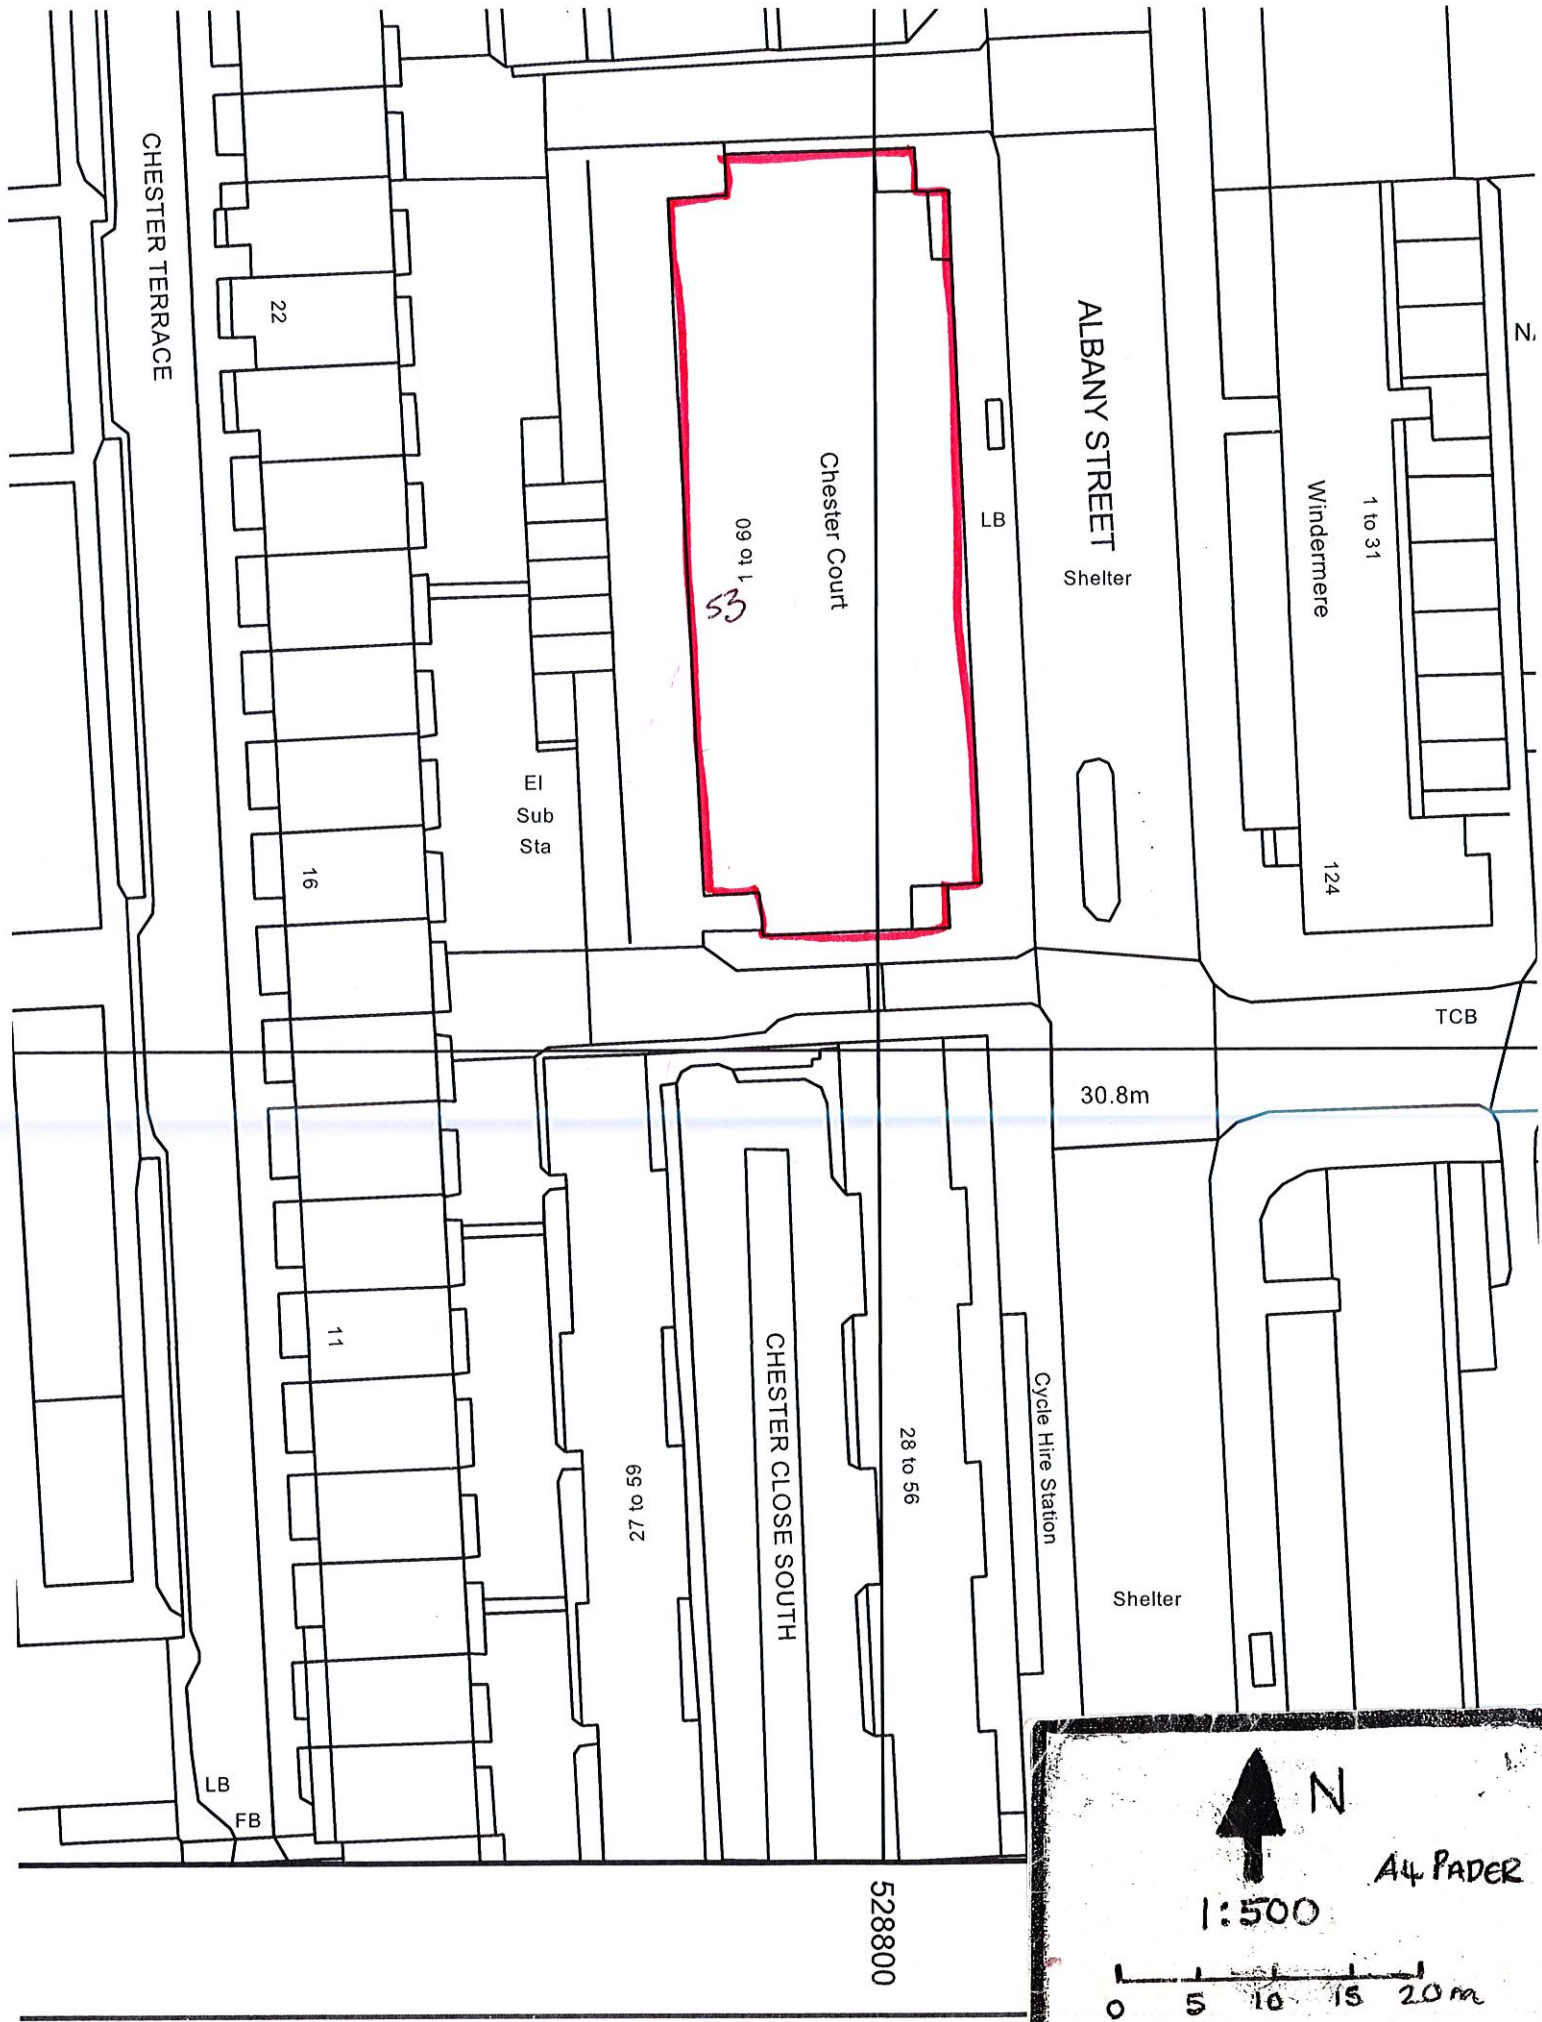 CHESTER TERRACE
22
16
11
ALBANY STREET
Shelter
LB
Chester Court
1 to 60
53
Windermere
1 to 31
124
El
Sub
Sta
TCB
30.8m
CHESTER CLOSE SOUTH
27 to 59
28 to 56
Cycle Hire Station
Shelter
LB
FB
528800
N
A4 PAPER
1:500
0 5 10 15 20m